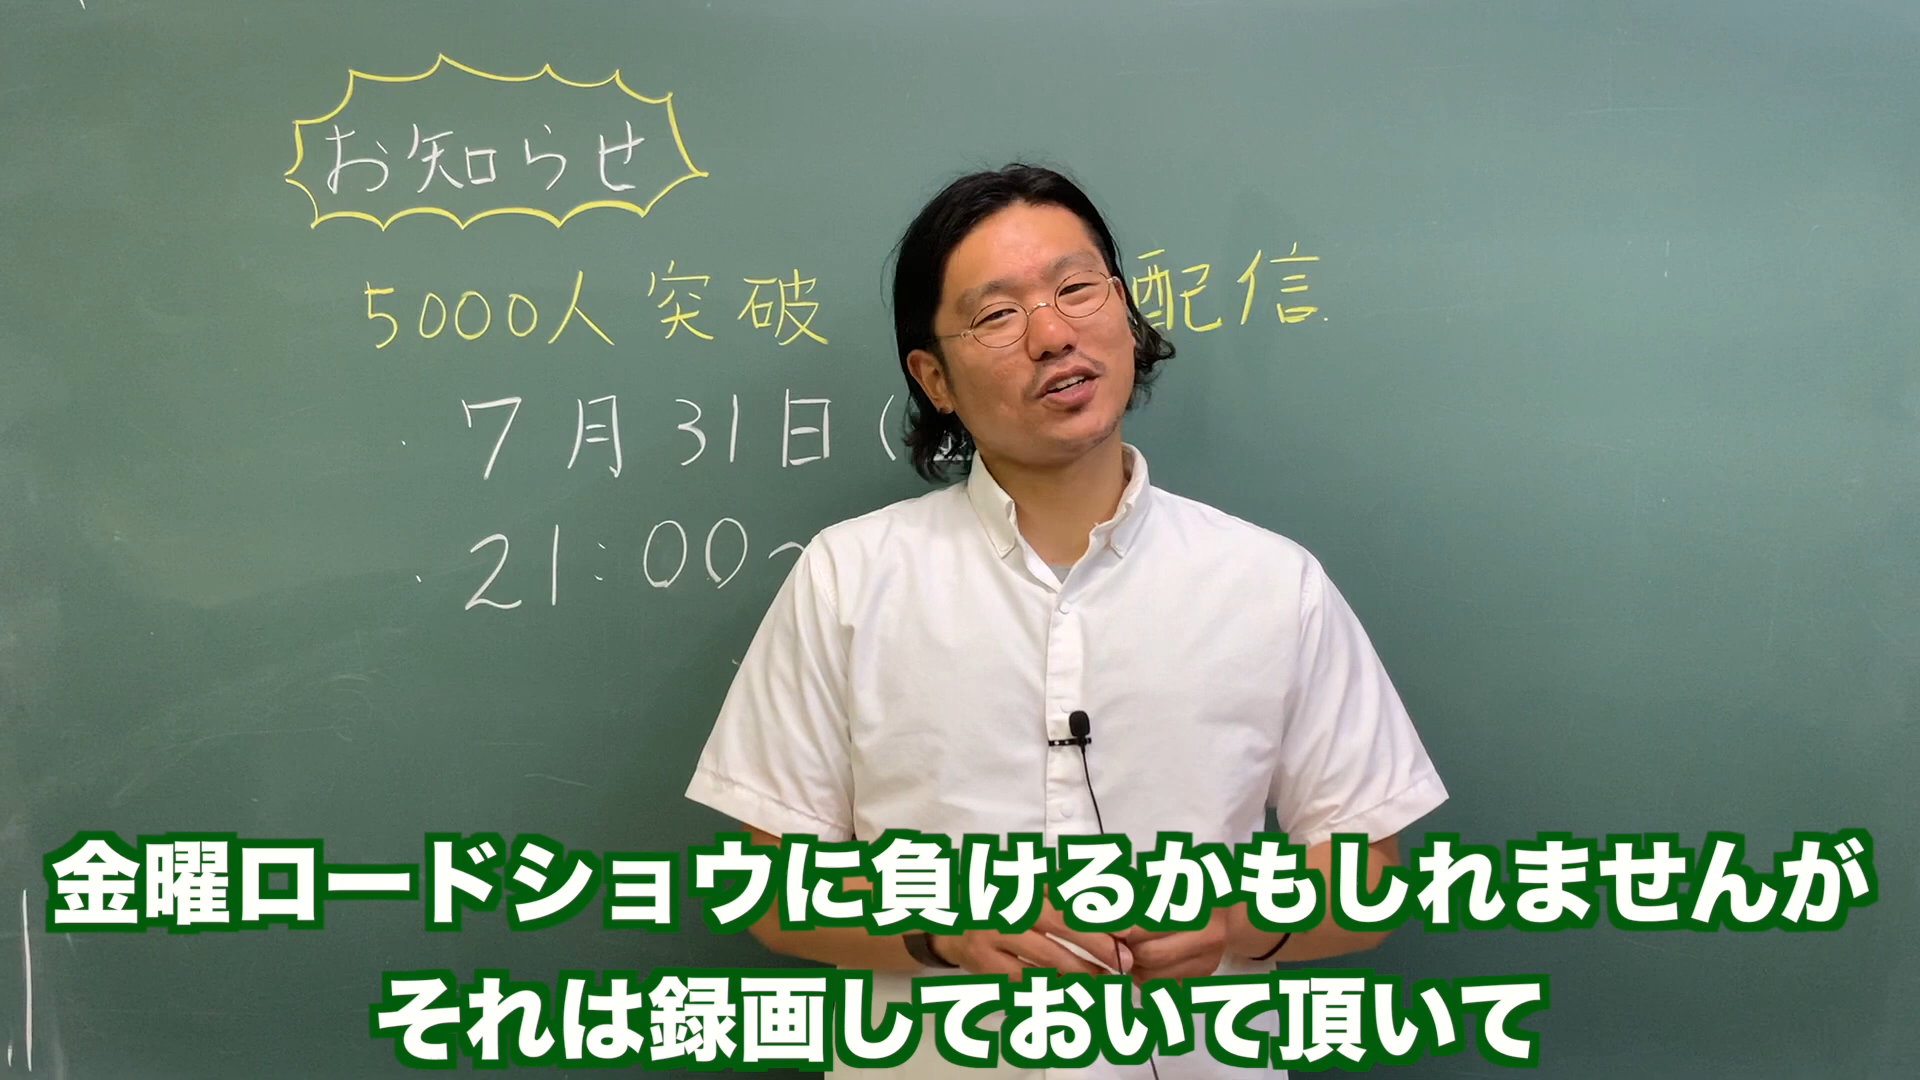 お知らせ
5000人突破 配信
7月31日(
21:00~
金曜ロードショウに負けるかもしれませんが
それは録画しておいて頂いて